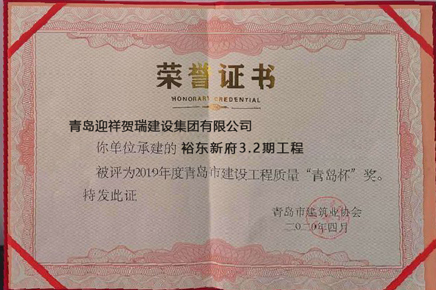 荣誉证书
HONORARY CREDENTIAL
青岛迎祥贺瑞建设集团有限公司
你单位承建的 裕东新府3.2期工程
被评为2019年度青岛市建设工程质量“青岛杯”奖。
特发此证
青岛市建筑业协会
二〇二〇年四月